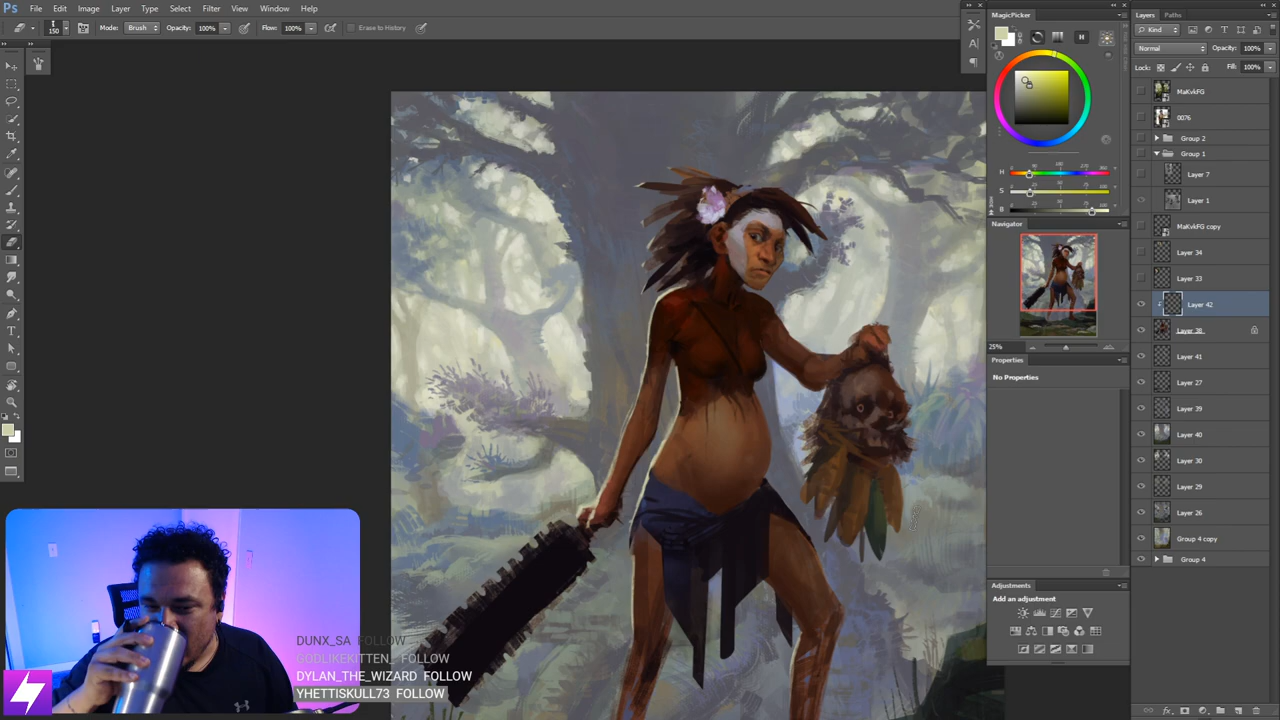 Ps File Edit Image Layer Type Select Filter View Window Help
150 Mode: Brush Opacity: 100% Flow: 100% Erase to History
MagicPicker
H
H
S
B
Navigator
25%
Properties
No Properties
Adjustments
Add an adjustment
Layers Paths
Kind
Normal Opacity: 100%
Lock: Fill: 100%
MaKvkFG
0076
Group 2
Group 1
Layer 7
Layer 1
MaKvkFG copy
Layer 34
Layer 33
Layer 42
Layer 38
Layer 41
Layer 27
Layer 39
Layer 40
Layer 30
Layer 29
Layer 26
Group 4 copy
Group 4
DUNX_SA FOLLOW
GODLIKEKITTEN_ FOLLOW
DYLAN_THE_WIZARD FOLLOW
YHETTISKULL73 FOLLOW